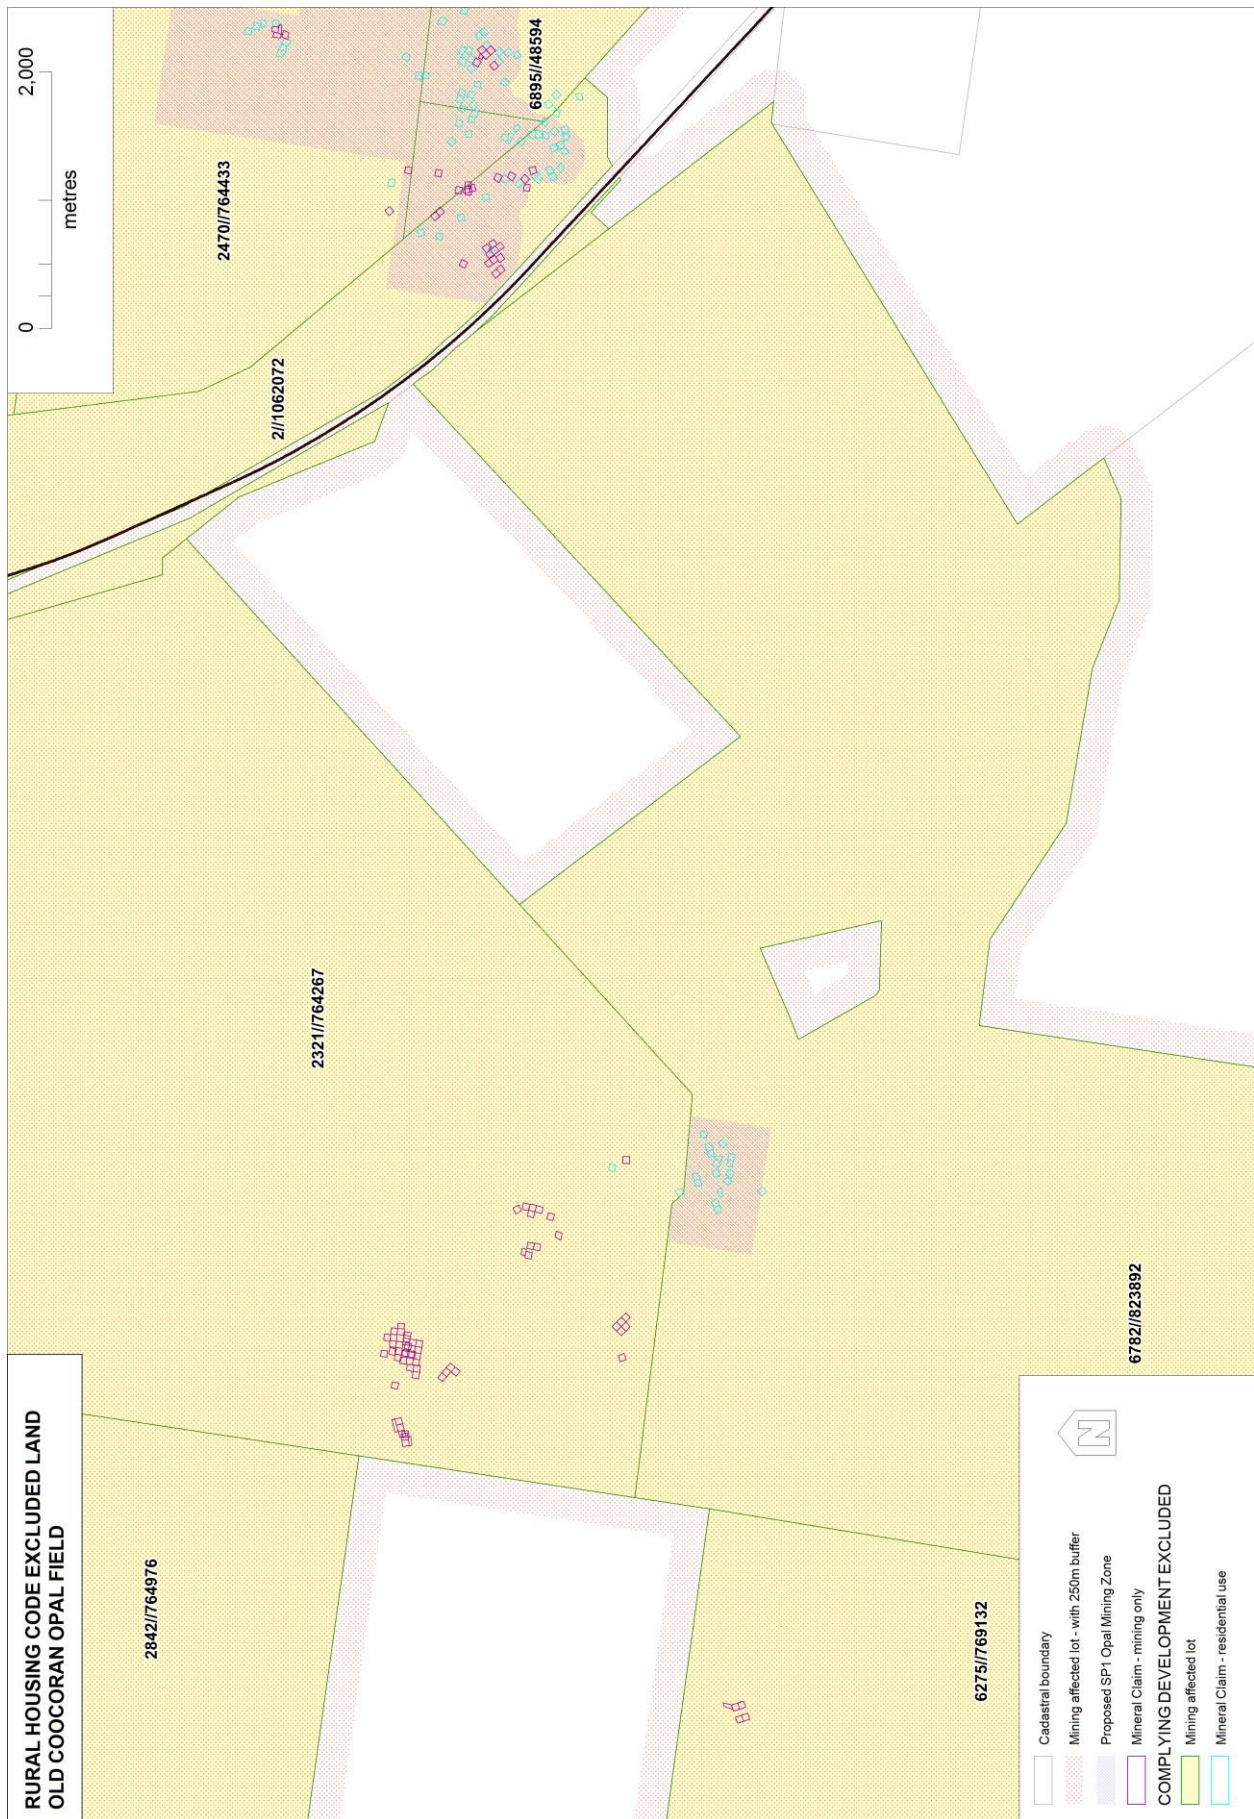 RURAL HOUSING CODE EXCLUDED LAND
OLD COOCORAN OPAL FIELD
0
2,000
metres
2842//764976
2321//764267
2//1062072
2470//764433
6895//48594
6275//769132
6782//823892
Cadastral boundary
Mining affected lot - with 250m buffer
Proposed SP1 Opal Mining Zone
Mineral Claim - mining only
COMPLYING DEVELOPMENT EXCLUDED
Mining affected lot
Mineral Claim - residential use
N